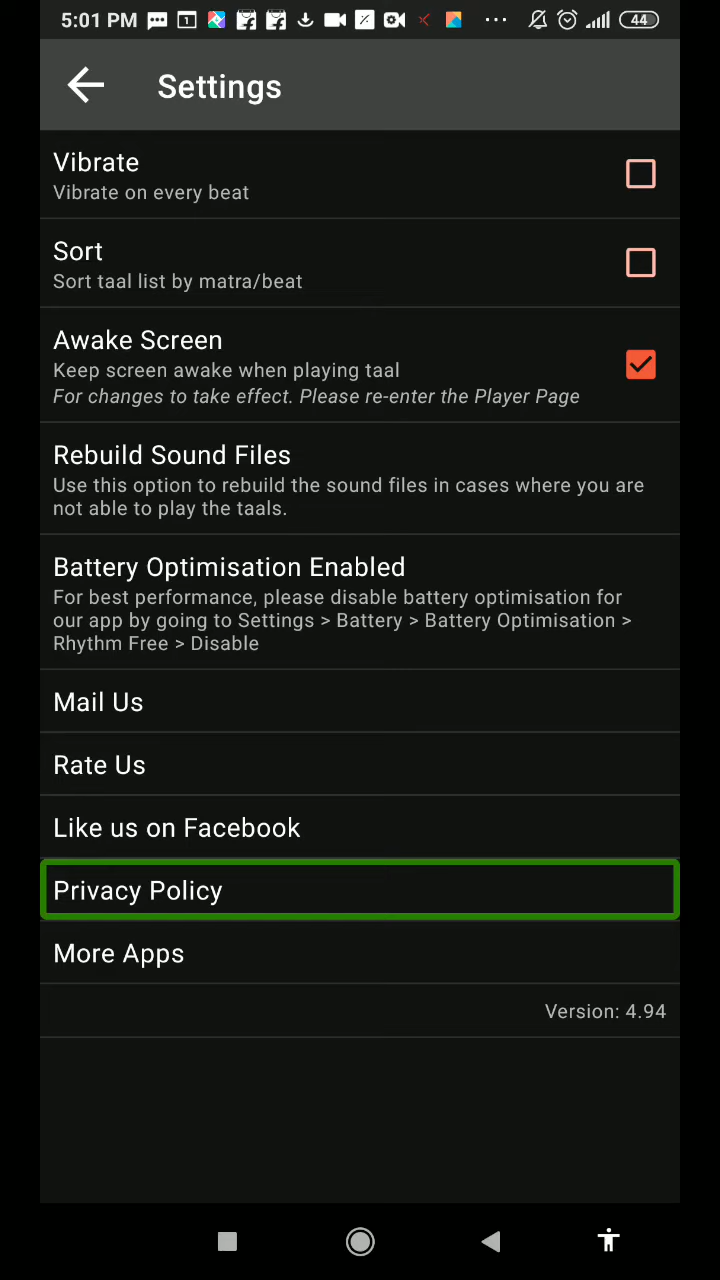 5:01 PM
1
44
Settings
Vibrate
Vibrate on every beat
Sort
Sort taal list by matra/beat
Awake Screen
Keep screen awake when playing taal
For changes to take effect. Please re-enter the Player Page
Rebuild Sound Files
Use this option to rebuild the sound files in cases where you are
not able to play the taals.
Battery Optimisation Enabled
For best performance, please disable battery optimisation for
our app by going to Settings > Battery > Battery Optimisation >
Rhythm Free > Disable
Mail Us
Rate Us
Like us on Facebook
Privacy Policy
More Apps
Version: 4.94